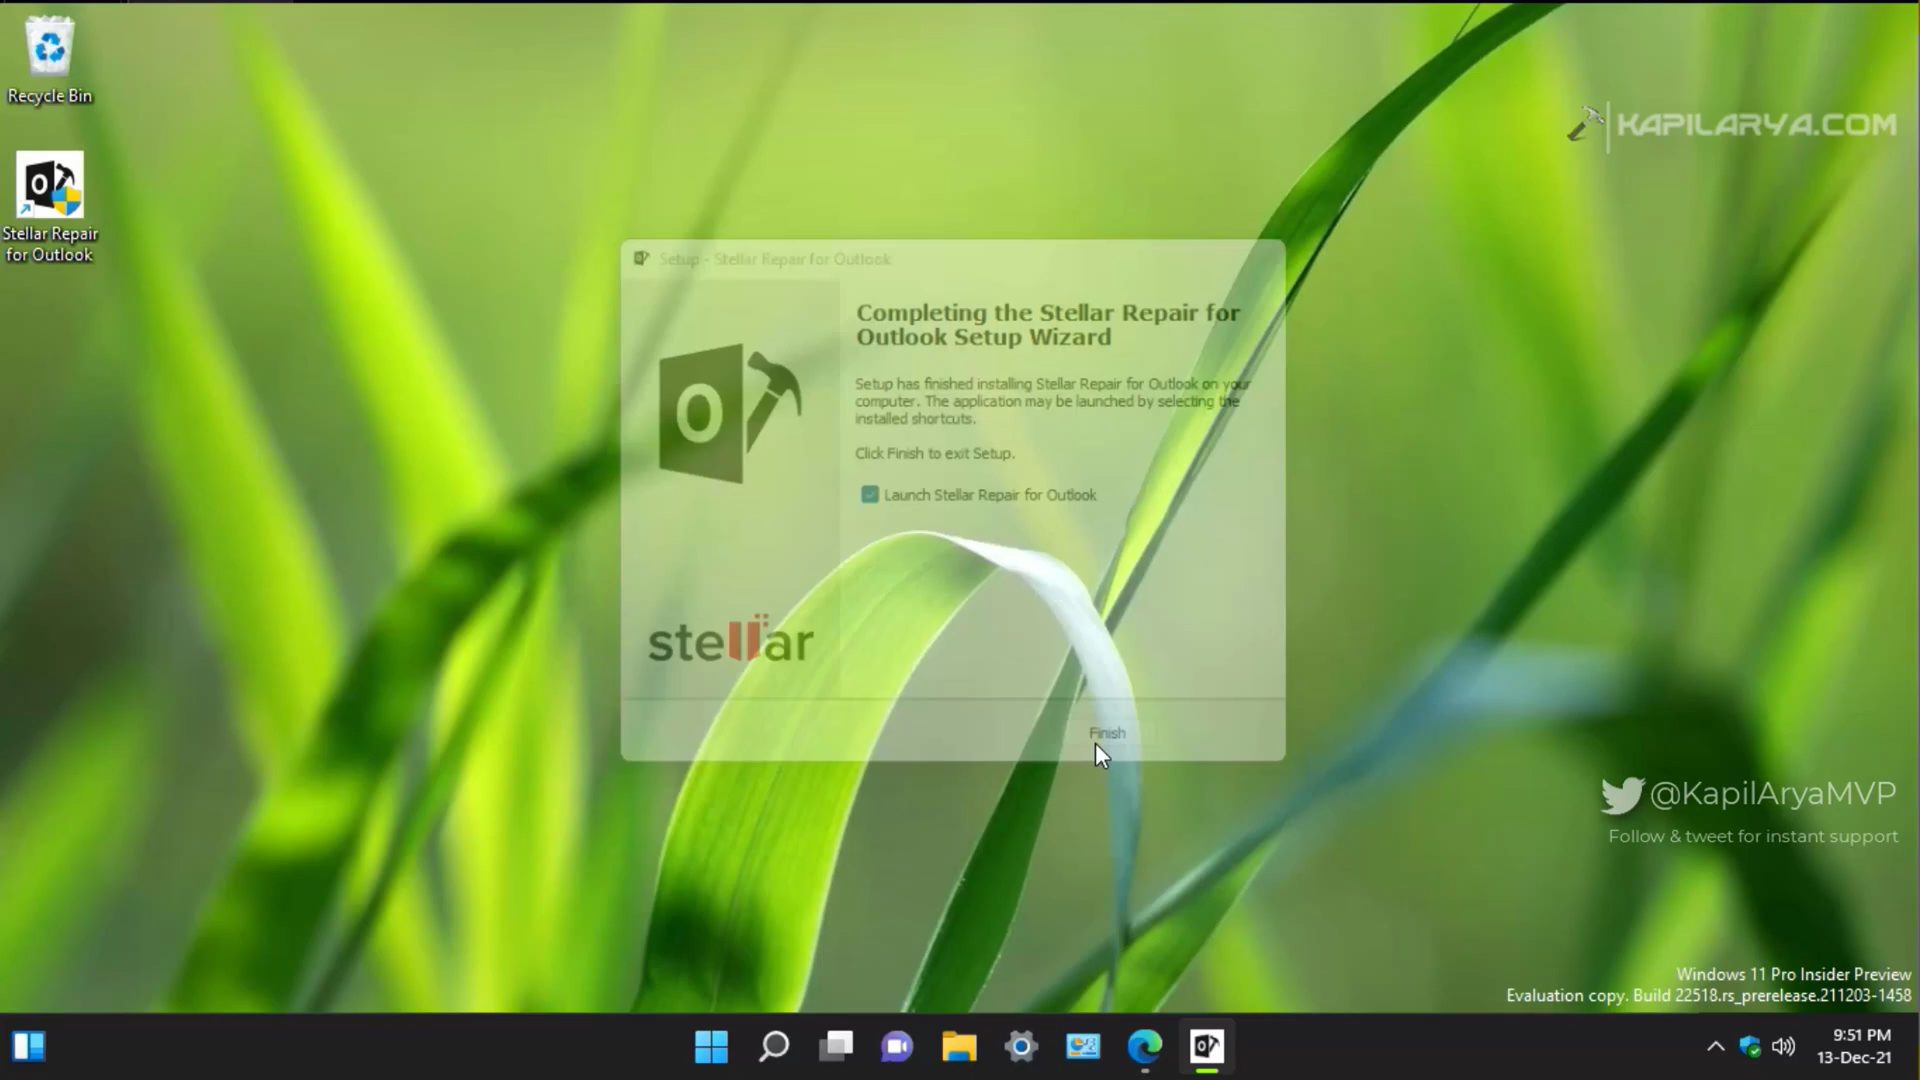 Recycle Bin
Stellar Repair
for Outlook
KAPILARYA.COM
Setup - Stellar Repair for Outlook
Completing the Stellar Repair for
Outlook Setup Wizard
Setup has finished installing Stellar Repair for Outlook on your
computer. The application may be launched by selecting the
installed shortcuts.
Click Finish to exit Setup.
Launch Stellar Repair for Outlook
stellar
Finish
@KapilAryaMVP
Follow & tweet for instant support
Windows 11 Pro Insider Preview
Evaluation copy. Build 22518.rs_prerelease.211203-1458
9:51 PM
13-Dec-21